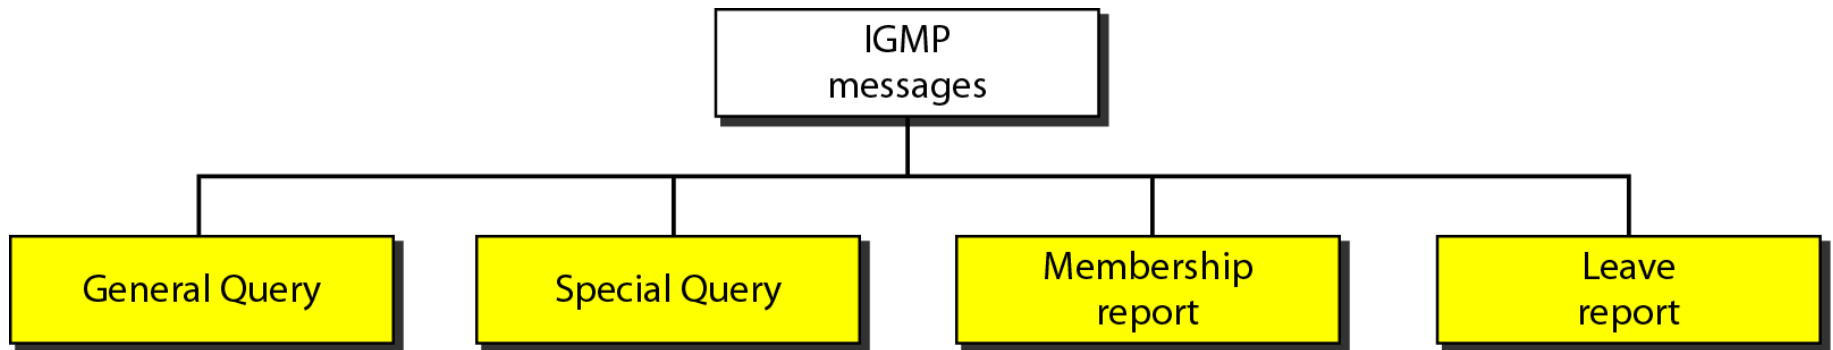 IGMP
messages
General Query
Special Query
Membership
report
Leave
report